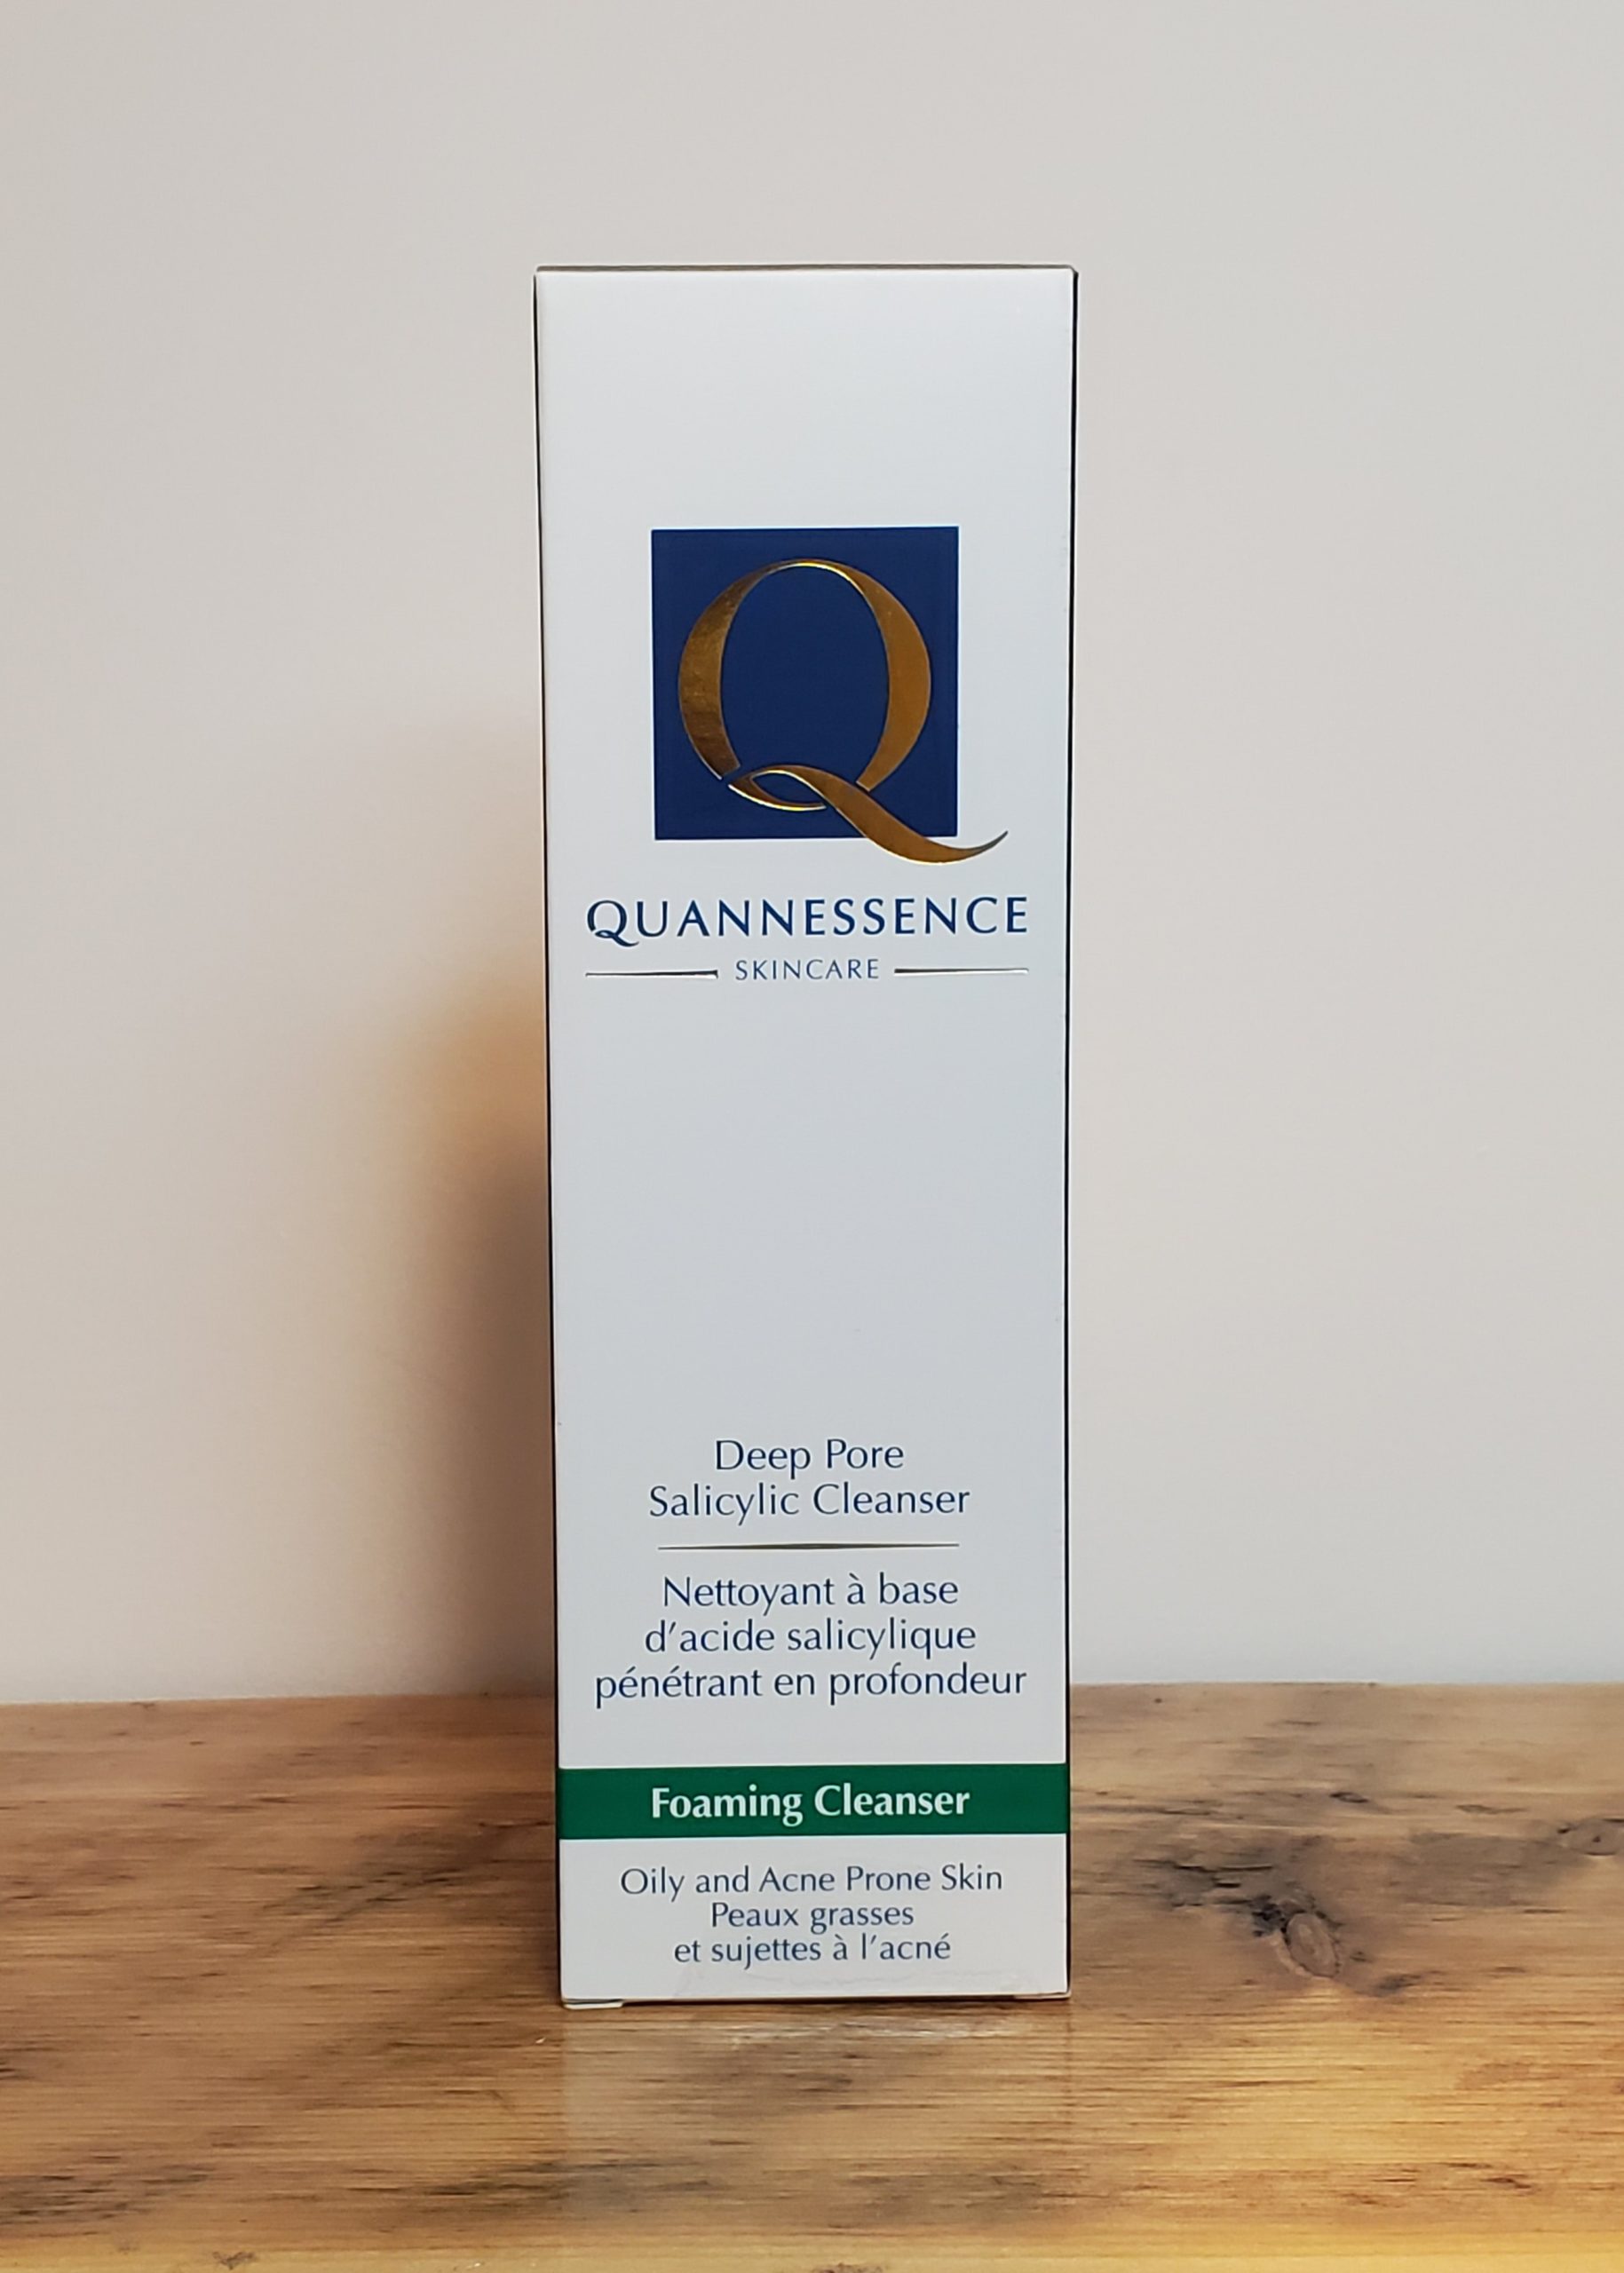 Q
QUANNESSENCE
SKINCARE
Deep Pore
Salicylic Cleanser
Nettoyant à base
d'acide salicylique
pénétrant en profondeur
Foaming Cleanser
Oily and Acne Prone Skin
Peaux grasses
et sujettes à l'acné